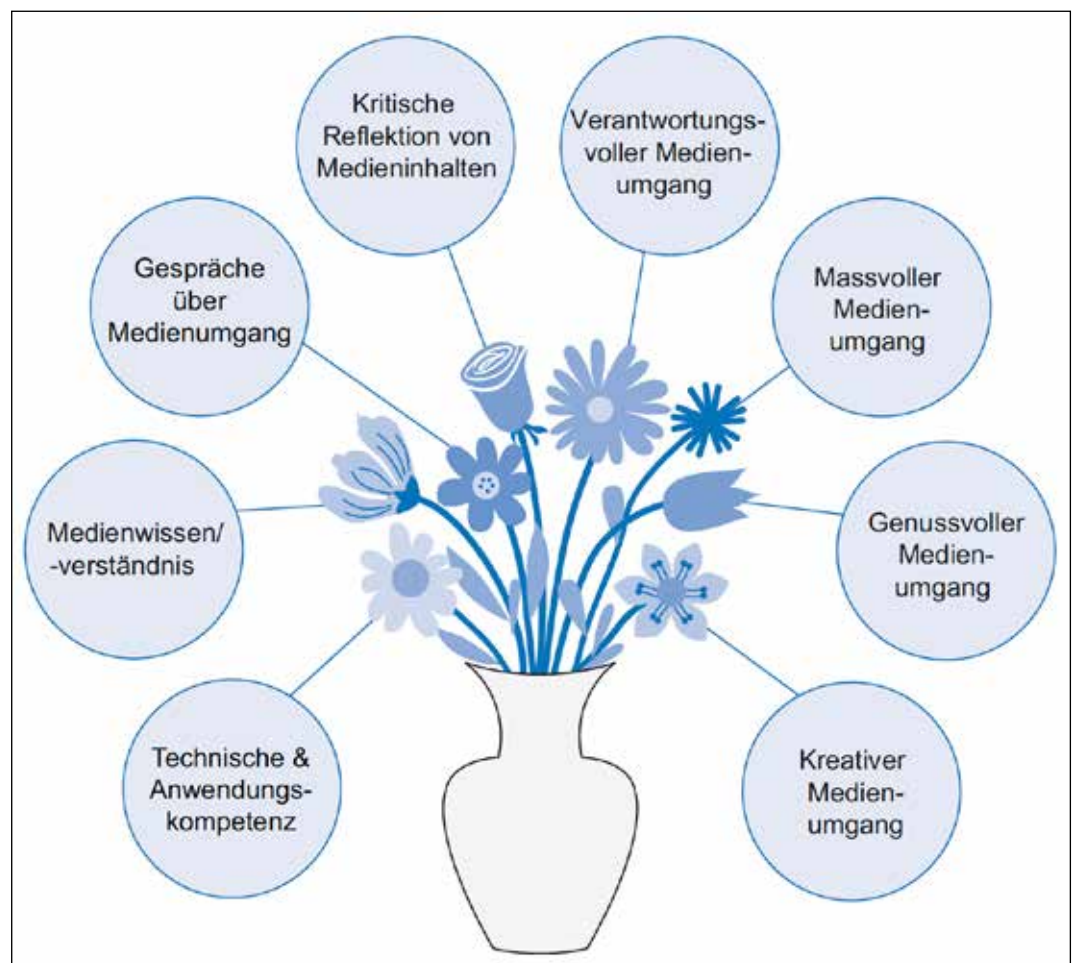 Kritische
Reflektion von
Medieninhalten
Verantwortungs-
voller Medien-
umgang
Gespräche
über
Medienumgang
Massvoller
Medien-
umgang
Medienwissen/
-verständnis
Genussvoller
Medien-
umgang
Technische &
Anwendungs-
kompetenz
Kreativer
Medien-
umgang